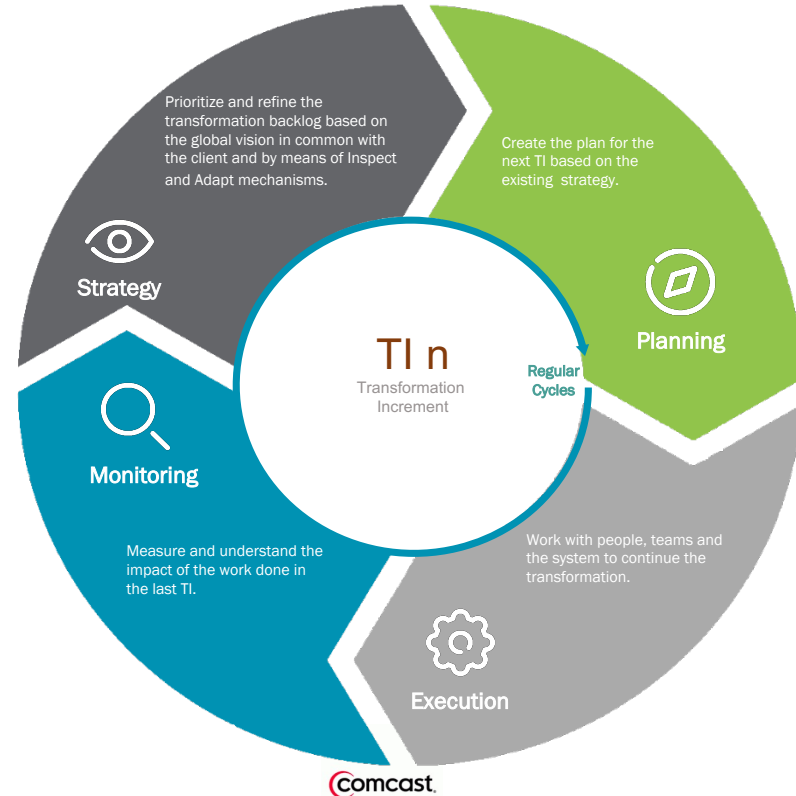 Prioritize and refine the
transformation backlog based on
the global vision in common with
the client and by means of Inspect
and Adapt mechanisms.
Strategy
Create the plan for the
next TI based on the
existing strategy.
Planning
TI n
Transformation
Increment
Regular
Cycles
Monitoring
Measure and understand the
impact of the work done in
the last TI.
Work with people, teams and
the system to continue the
transformation.
Execution
comcast.